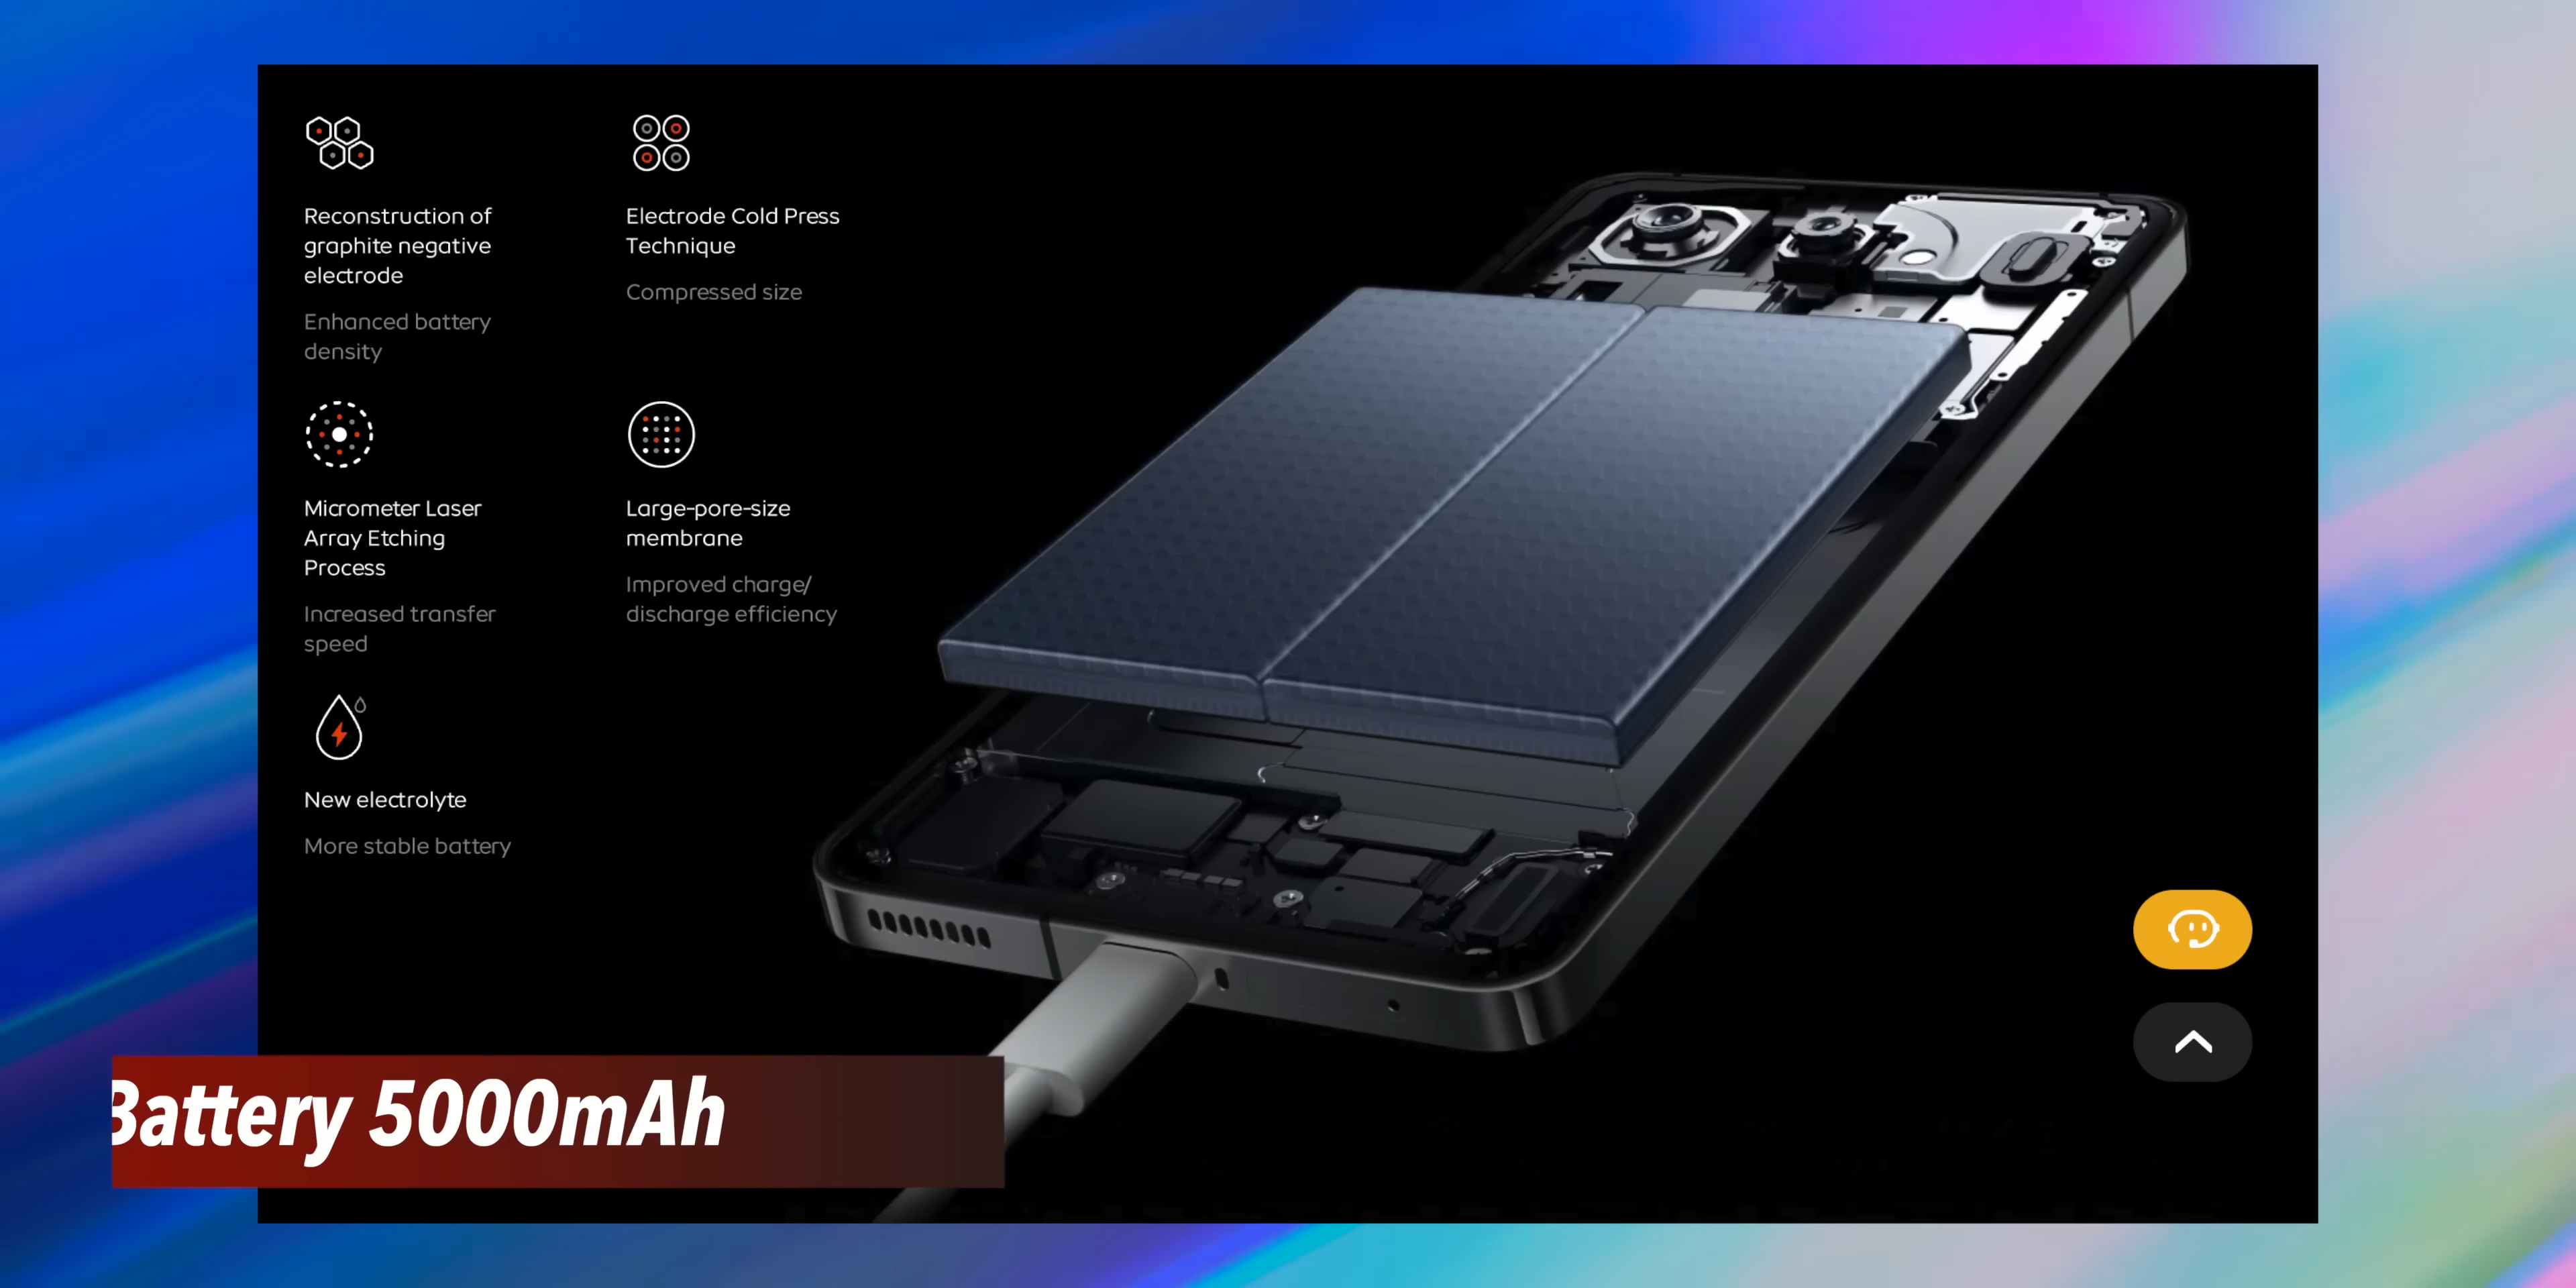 Reconstruction of
graphite negative
electrode
Enhanced battery
density
Electrode Cold Press
Technique
Compressed size
Micrometer Laser
Array Etching
Process
Increased transfer
speed
Large-pore-size
membrane
Improved charge/
discharge efficiency
New electrolyte
More stable battery
Battery 5000mAh